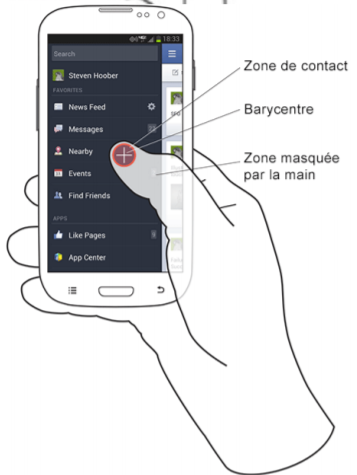 18:33
Search
Steven Hoober
FAVORITES
News Feed
Messages
Nearby
Events
Find Friends
APPS
Like Pages
App Center
Zone de contact
Barycentre
Zone masquée
par la main